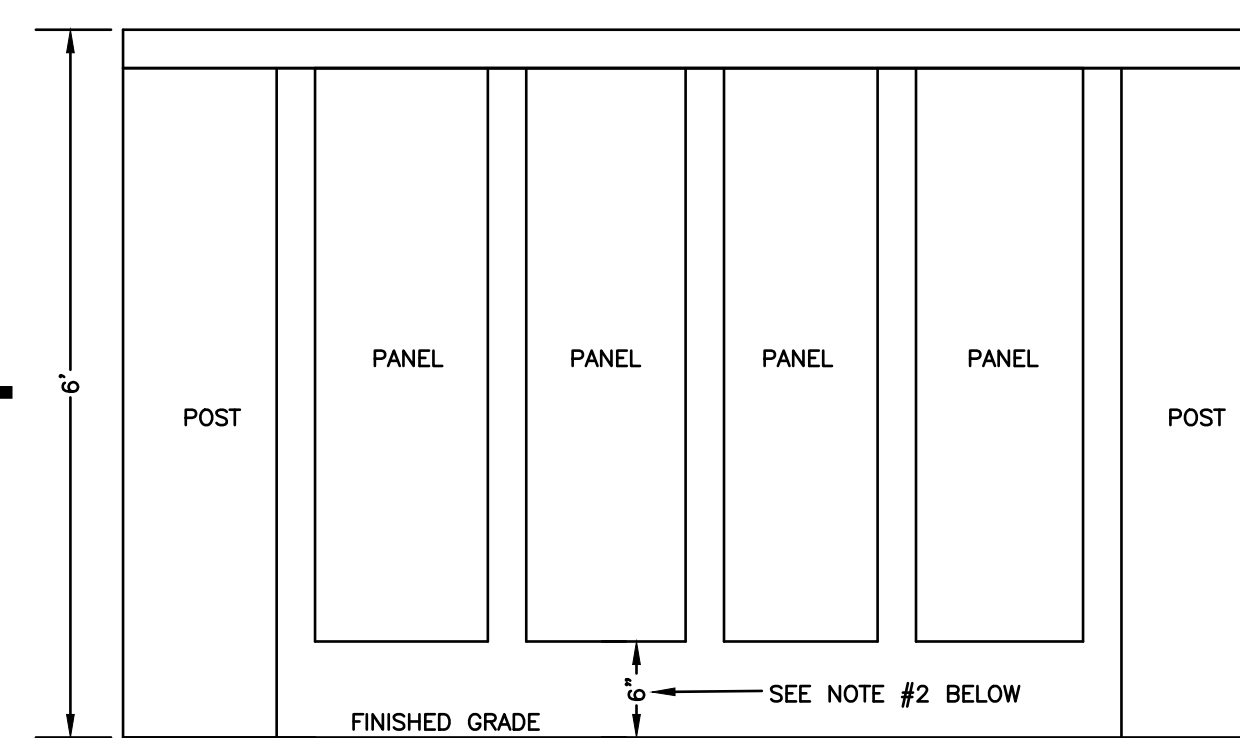 PANEL PANEL PANEL PANEL
6'
POST POST
6"
SEE NOTE #2 BELOW
FINISHED GRADE